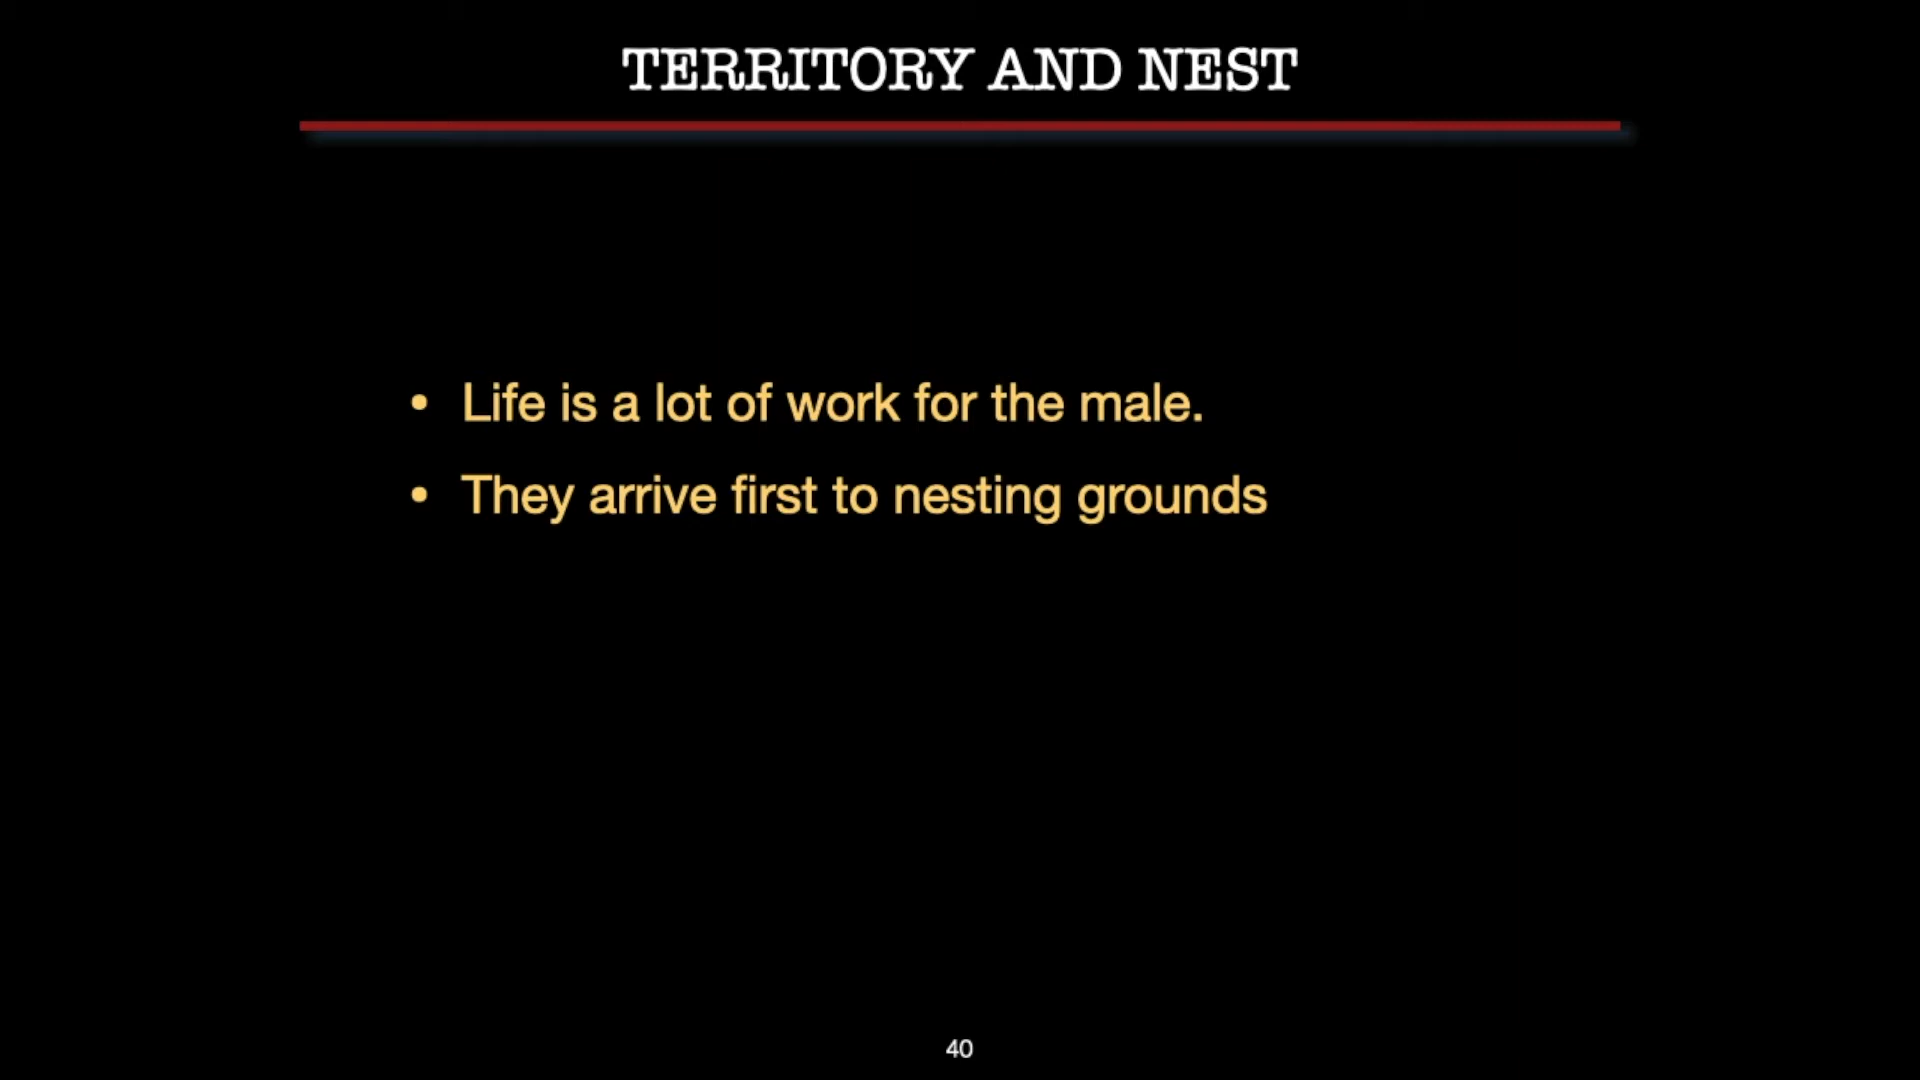 TERRITORY AND NEST
• Life is a lot of work for the male.
• They arrive first to nesting grounds
40